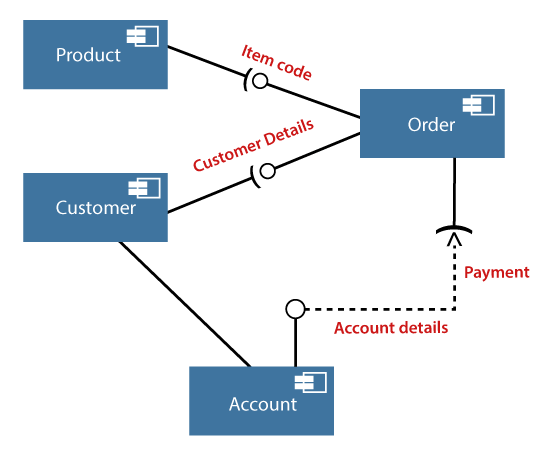 Product
Item code
Order
Customer Details
Customer
Payment
Account details
Account